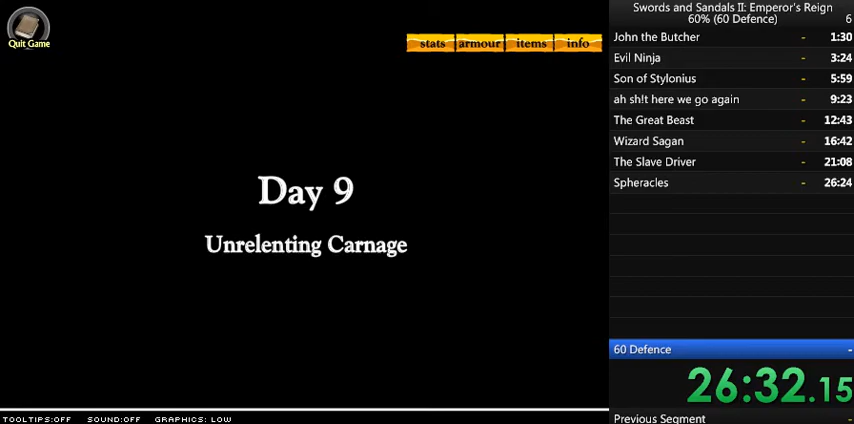 Quit Game
stats
armour
items
info
Day 9
Unrelenting Carnage
TOOLTIPS:OFF SOUND:OFF GRAPHICS: LOW
Swords and Sandals II: Emperor's Reign
60% (60 Defence) 6
John the Butcher - 1:30
Evil Ninja - 3:24
Son of Stylonius - 5:59
ah sh!t here we go again - 9:23
The Great Beast - 12:43
Wizard Sagan - 16:42
The Slave Driver - 21:08
Spheracles - 26:24
60 Defence -
26:32.15
Previous Segment -